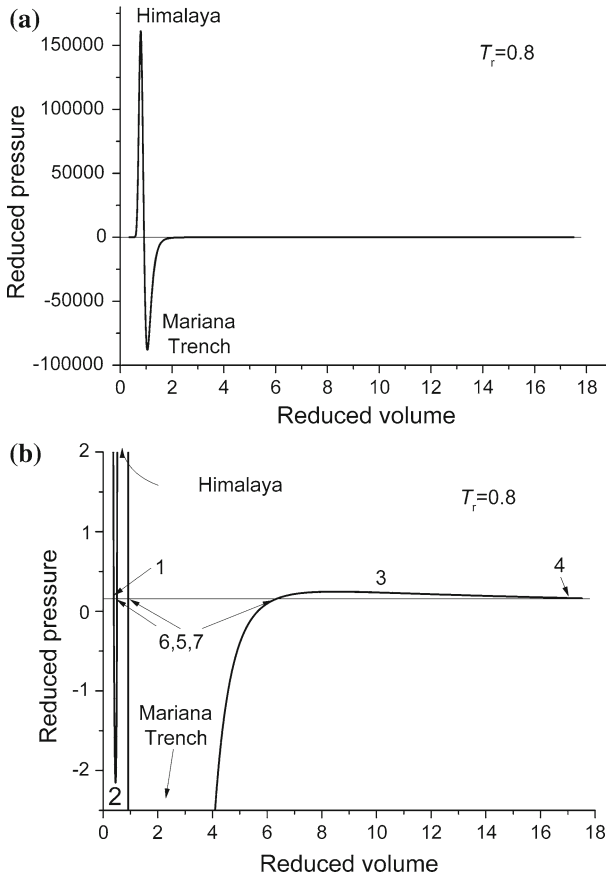 (a)
Himalaya
Tr=0.8
150000
100000
50000
0
-50000
-100000
Reduced pressure
Mariana
Trench
0 2 4 6 8 10 12 14 16 18
Reduced volume
(b)
2
1
0
-1
-2
Reduced pressure
Himalaya
Tr=0.8
1
3
4
6,5,7
Mariana
Trench
2
0 2 4 6 8 10 12 14 16 18
Reduced volume